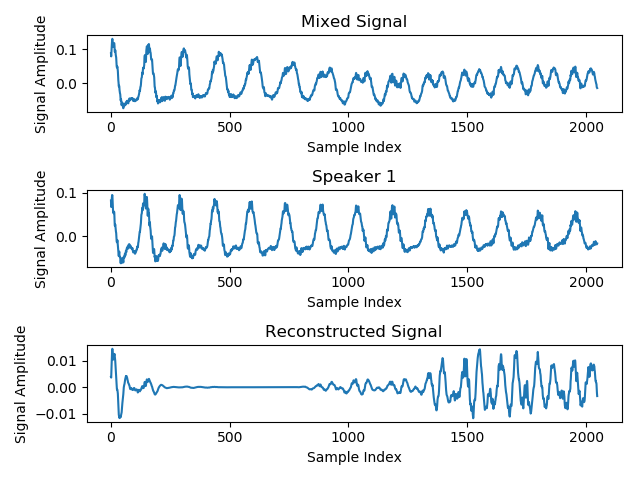 Mixed Signal
Signal Amplitude
0.1
0.0
0
500
1000
1500
2000
Sample Index
Speaker 1
Signal Amplitude
0.1
0.0
0
500
1000
1500
2000
Sample Index
Reconstructed Signal
Signal Amplitude
0.01
0.00
−0.01
0
500
1000
1500
2000
Sample Index